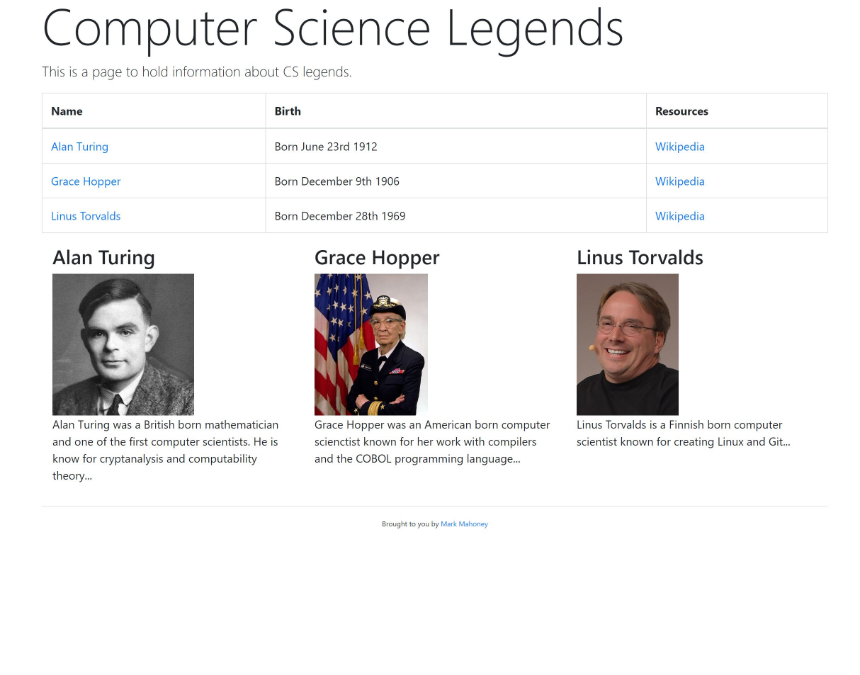 Computer Science Legends
This is a page to hold information about CS legends.
Name Birth Resources
Alan Turing Born June 23rd 1912 Wikipedia
Grace Hopper Born December 9th 1906 Wikipedia
Linus Torvalds Born December 28th 1969 Wikipedia
Alan Turing
Alan Turing was a British born mathematician
and one of the first computer scientists. He is
know for cryptanalysis and computability
theory...
Grace Hopper
Grace Hopper was an American born computer
scienctist known for her work with compilers
and the COBOL programming language...
Linus Torvalds
Linus Torvalds is a Finnish born computer
scientist known for creating Linux and Git...
Brought to you by Mark Mahoney